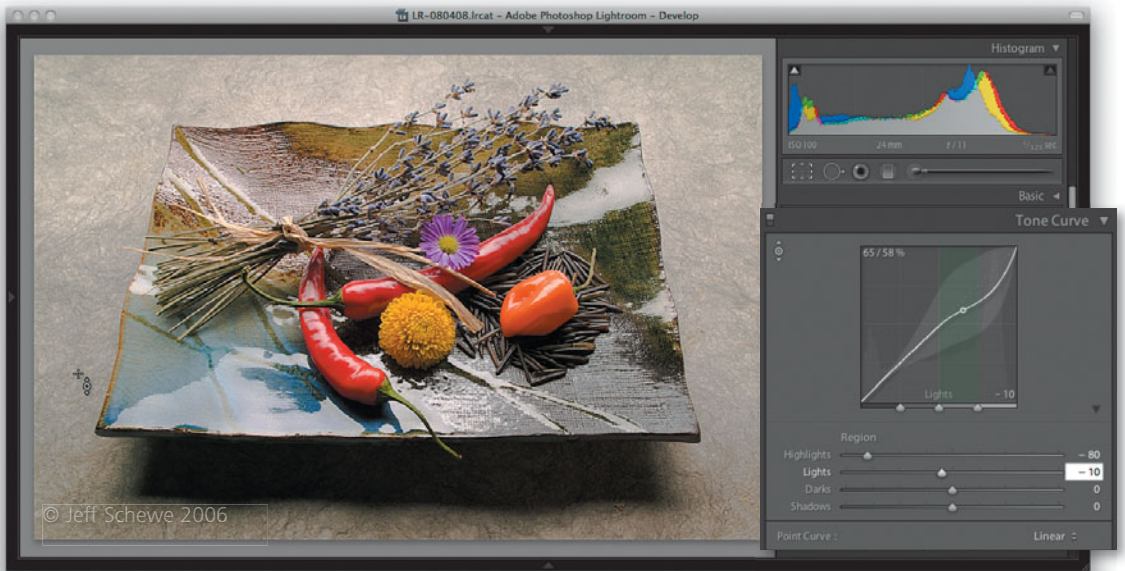 LR-080408.lrcat - Adobe Photoshop Lightroom - Develop
Histogram
ISO 100 24 mm f / 11 1/125 sec
Basic
Tone Curve
65 / 58 %
Lights - 10
Region
Highlights - 80
Lights - 10
Darks 0
Shadows 0
Point Curve : Linear
© Jeff Schewe 2006